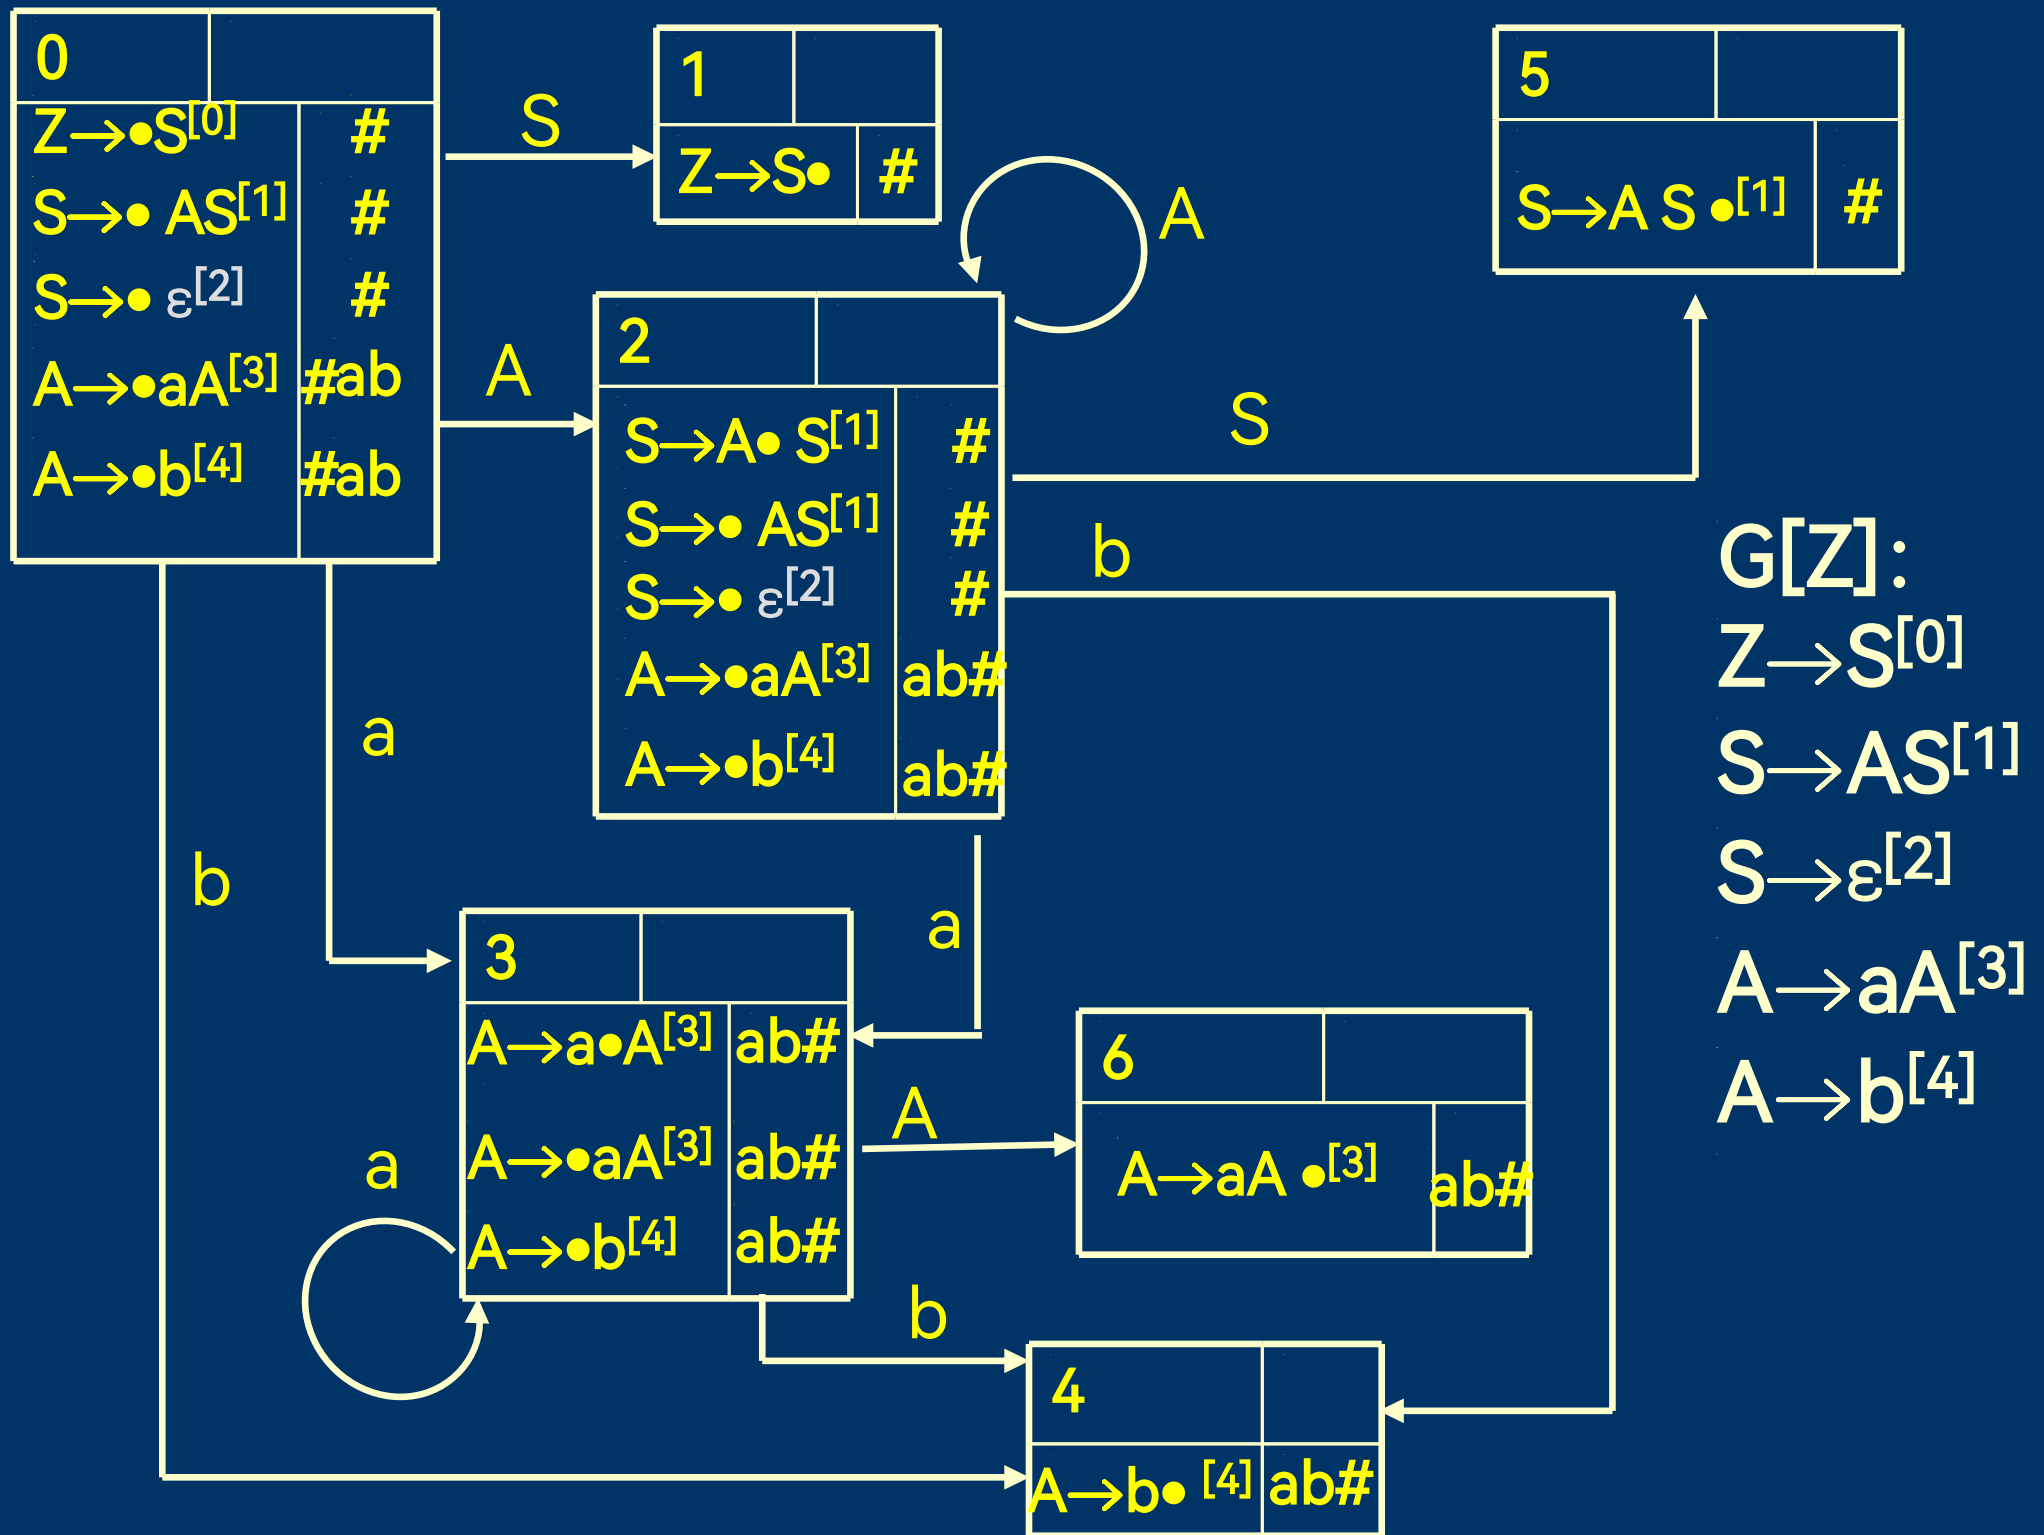 0
Z→•S[0] #
S→• AS[1] #
S→• ε[2] #
A→•aA[3] #ab
A→•b[4] #ab
S
1
Z→S• #
A
A
2
S→A• S[1] #
S→• AS[1] #
S→• ε[2] #
A→•aA[3] ab#
A→•b[4] ab#
S
5
S→A S •[1] #
b
a
b
a
3
A→a•A[3] ab#
A→•aA[3] ab#
A→•b[4] ab#
a
A
6
A→aA •[3] ab#
b
4
A→b• [4] ab#
G[Z]:
Z→S[0]
S→AS[1]
S→ε[2]
A→aA[3]
A→b[4]